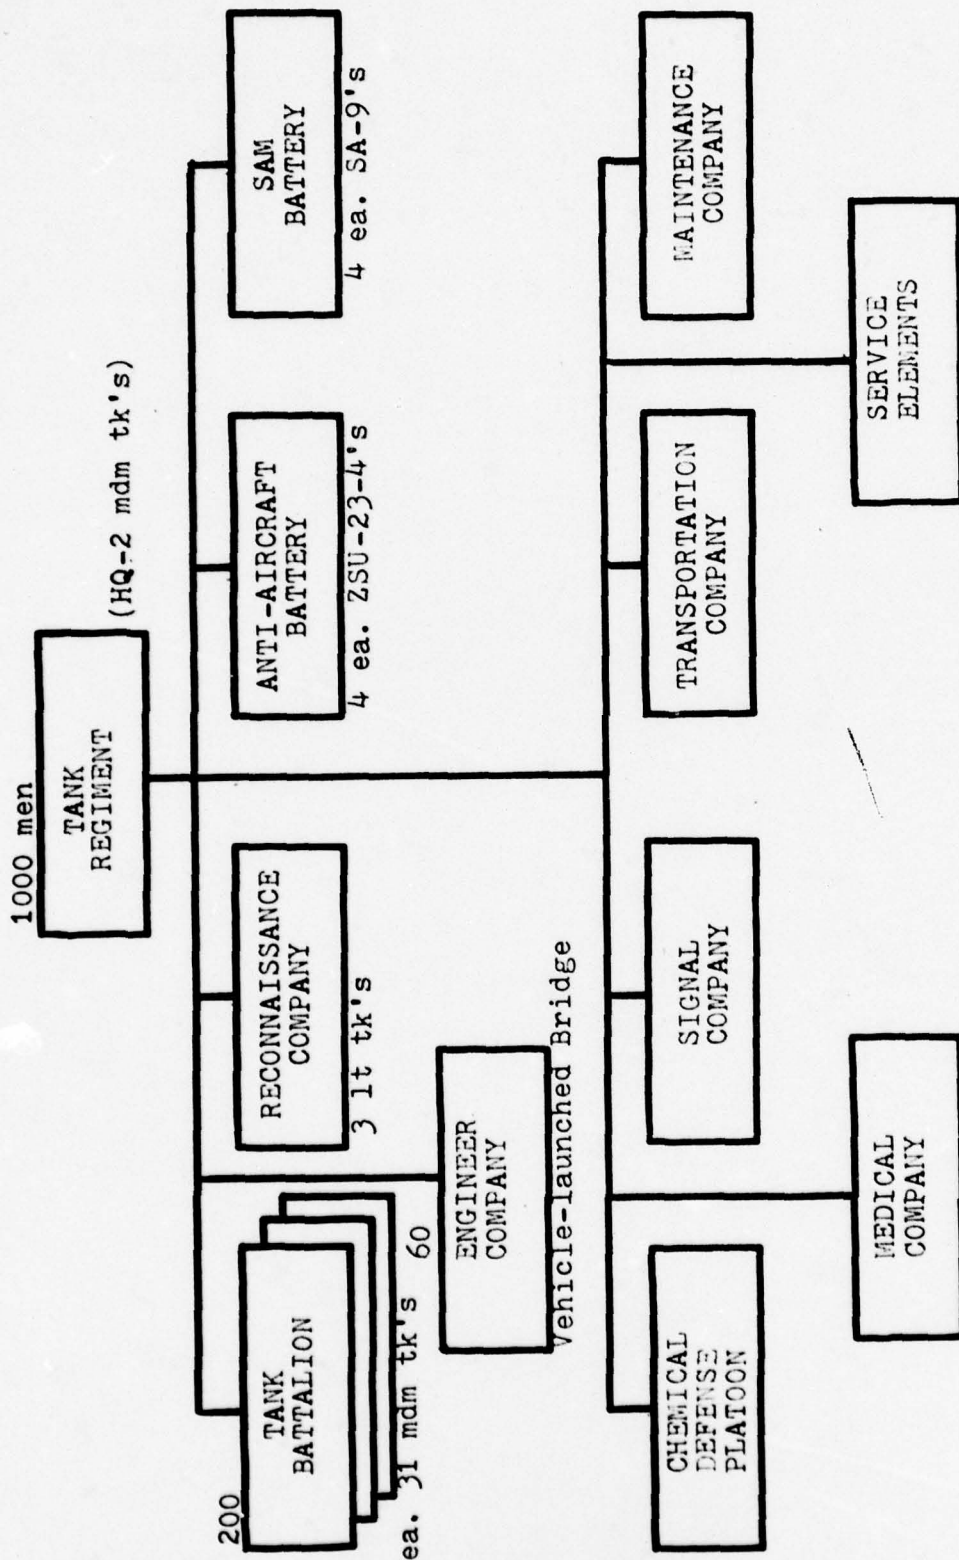 1000 men
TANK
REGIMENT
(HQ-2 mdm tk's)
200
TANK
BATTALION
ea. 31 mdm tk's
RECONNAISSANCE
COMPANY
3 lt tk's
ANTI-AIRCRAFT
BATTERY
4 ea. ZSU-23-4's
SAM
BATTERY
4 ea. SA-9's
60
ENGINEER
COMPANY
Vehicle-launched Bridge
CHEMICAL
DEFENSE
PLATOON
SIGNAL
COMPANY
TRANSPORTATION
COMPANY
MAINTENANCE
COMPANY
MEDICAL
COMPANY
SERVICE
ELEMENTS